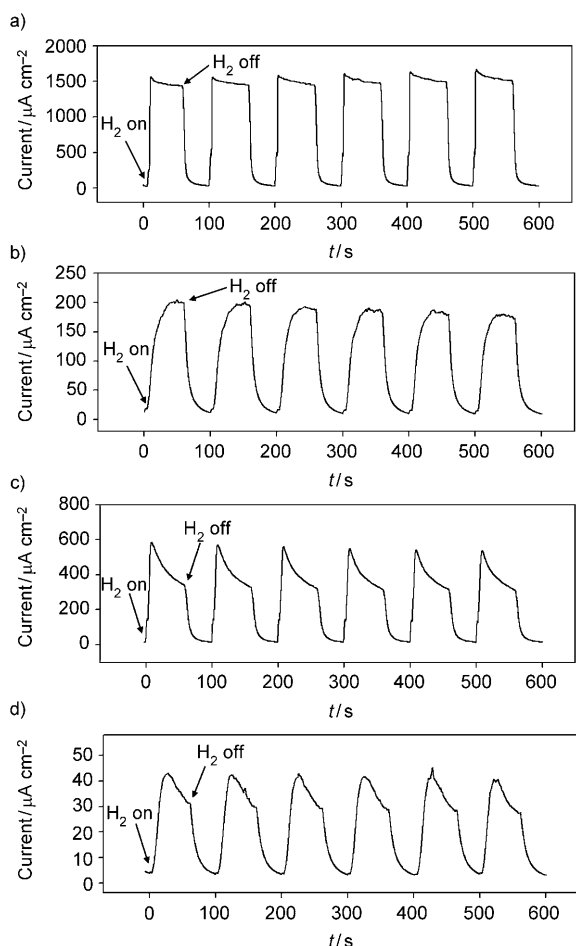 a)
2000
1500
1000
500
0
Current / μA cm⁻²
H₂ on
H₂ off
0 100 200 300 400 500 600
t / s
b)
250
200
150
100
50
0
Current / μA cm⁻²
H₂ on
H₂ off
0 100 200 300 400 500 600
t / s
c)
800
600
400
200
0
Current / μA cm⁻²
H₂ on
H₂ off
0 100 200 300 400 500 600
t / s
d)
50
40
30
20
10
0
Current / μA cm⁻²
H₂ on
H₂ off
0 100 200 300 400 500 600
t / s